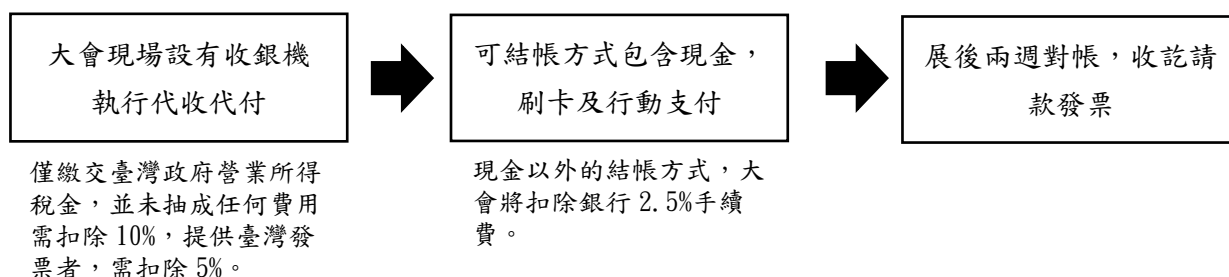 大會現場設有收銀機
執行代收代付
僅繳交臺灣政府營業所得
稅金，並未抽成任何費用
需扣除 10%，提供臺灣發
票者，需扣除 5%。
可結帳方式包含現金，
刷卡及行動支付
現金以外的結帳方式，大
會將扣除銀行 2.5%手續
費。
展後兩週對帳，收訖請
款發票